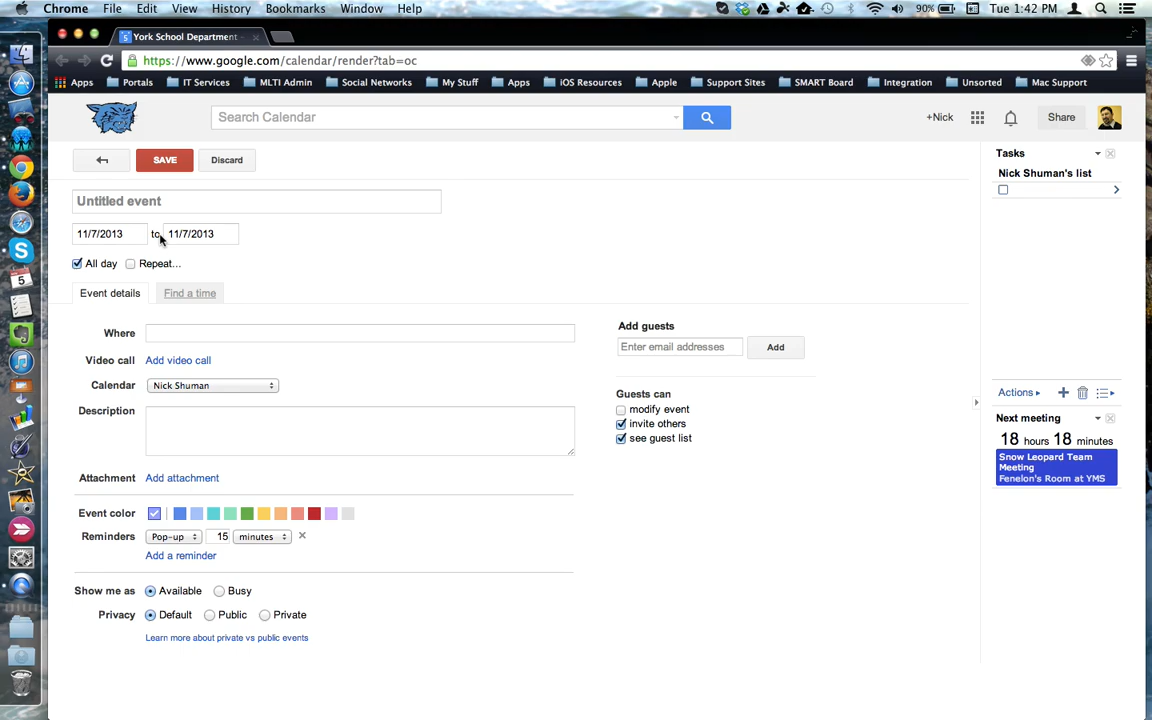 Chrome File Edit View History Bookmarks Window Help 90% Tue 1:42 PM
York School Department -
https://www.google.com/calendar/render?tab=oc
Apps Portals IT Services MLTI Admin Social Networks My Stuff Apps iOS Resources Apple Support Sites SMART Board Integration Unsorted Mac Support
Search Calendar +Nick Share
SAVE Discard
Untitled event
11/7/2013 to 11/7/2013
All day Repeat...
Event details Find a time
Where
Video call Add video call
Calendar Nick Shuman
Description
Attachment Add attachment
Event color
Reminders Pop-up 15 minutes
Add a reminder
Show me as Available Busy
Privacy Default Public Private
Learn more about private vs public events
Add guests
Enter email addresses Add
Guests can
modify event
invite others
see guest list
Tasks
Nick Shuman's list
Actions
Next meeting
18 hours 18 minutes
Snow Leopard Team
Meeting
Fenelon's Room at YMS
5